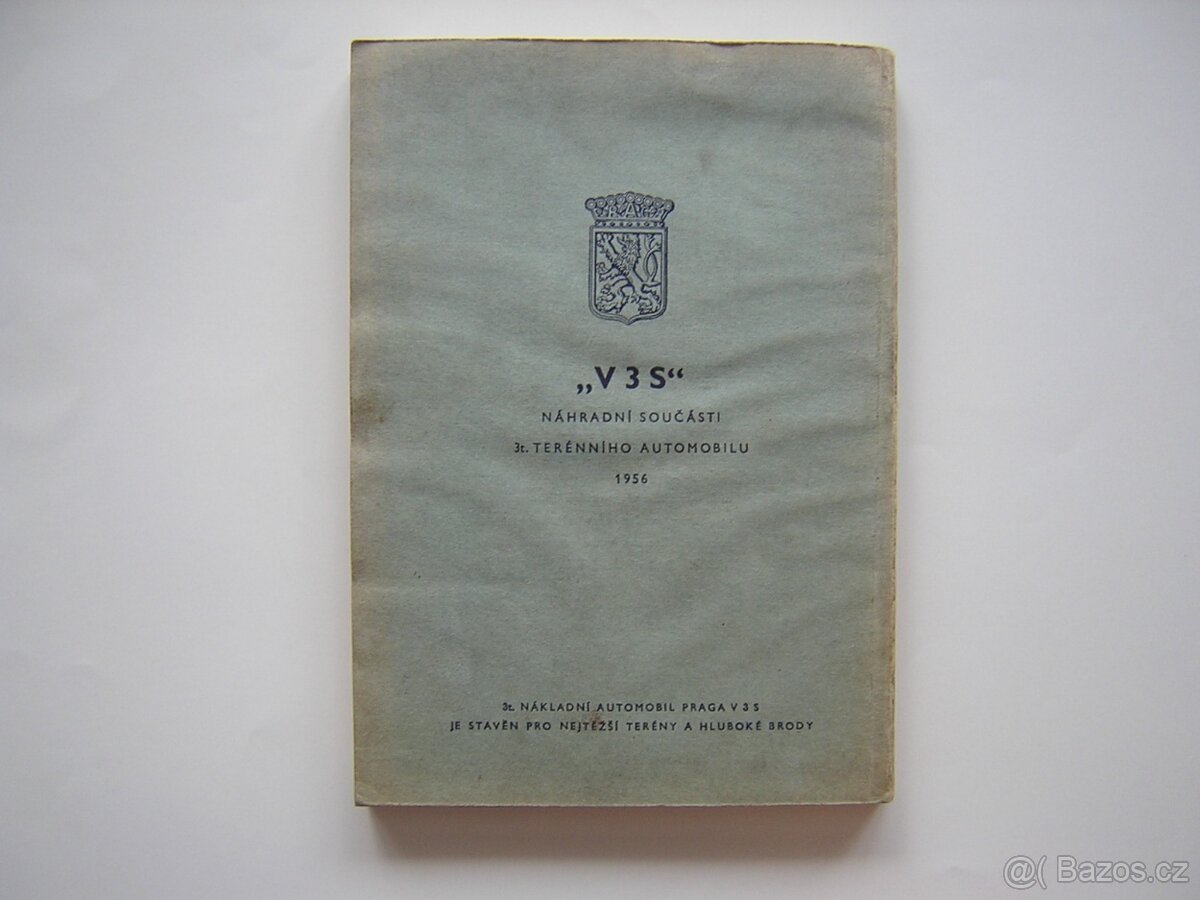 PRAGA
„V 3 S“
NÁHRADNÍ SOUČÁSTI
3t. TERÉNNÍHO AUTOMOBILU
1956
3t. NÁKLADNÍ AUTOMOBIL PRAGA V 3 S
JE STAVĚN PRO NEJTĚŽŠÍ TERÉNY A HLUBOKÉ BRODY
@( Bazos.cz